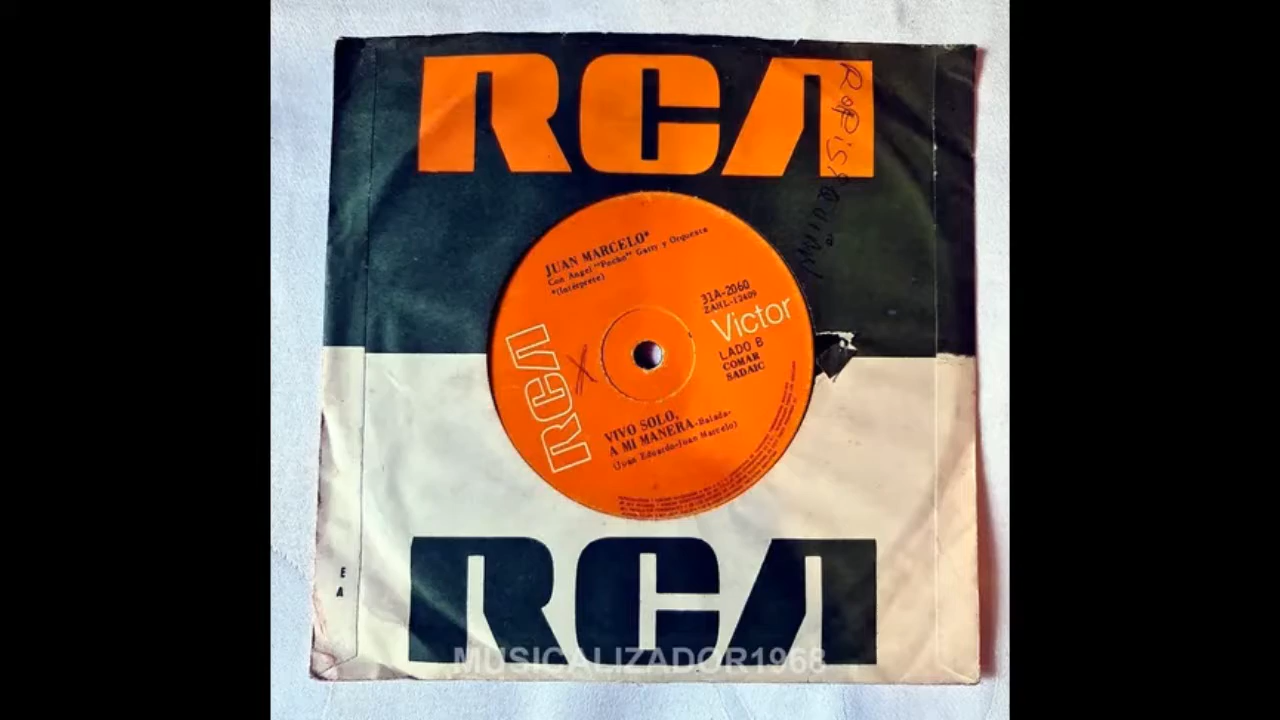 RCA
JUAN MARCELO*
Con Angel "Pocho" Gatty y Orquesta
*(Intérprete)
31A-2060
ZAHL-12409
Victor
LADO B
COMAR
SADAIC
RCA
X
VIVO SOLO,
A MI MANERA -Balada-
(Juan Eduardo-Juan Marcelo)
E
A
RCA
MUSICALIZADOR1968